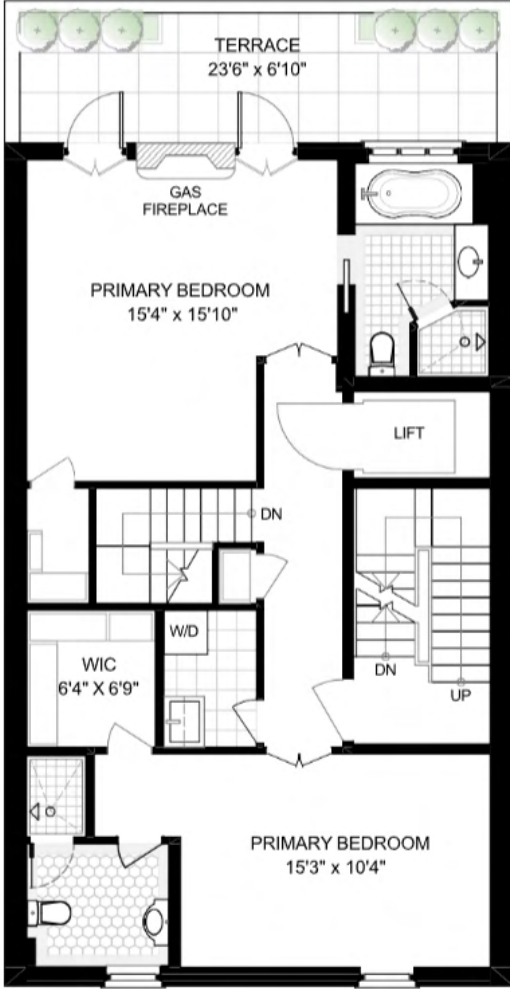 TERRACE
23'6" x 6'10"
GAS
FIREPLACE
PRIMARY BEDROOM
15'4" x 15'10"
LIFT
DN
W/D
WIC
6'4" X 6'9"
DN
UP
PRIMARY BEDROOM
15'3" x 10'4"